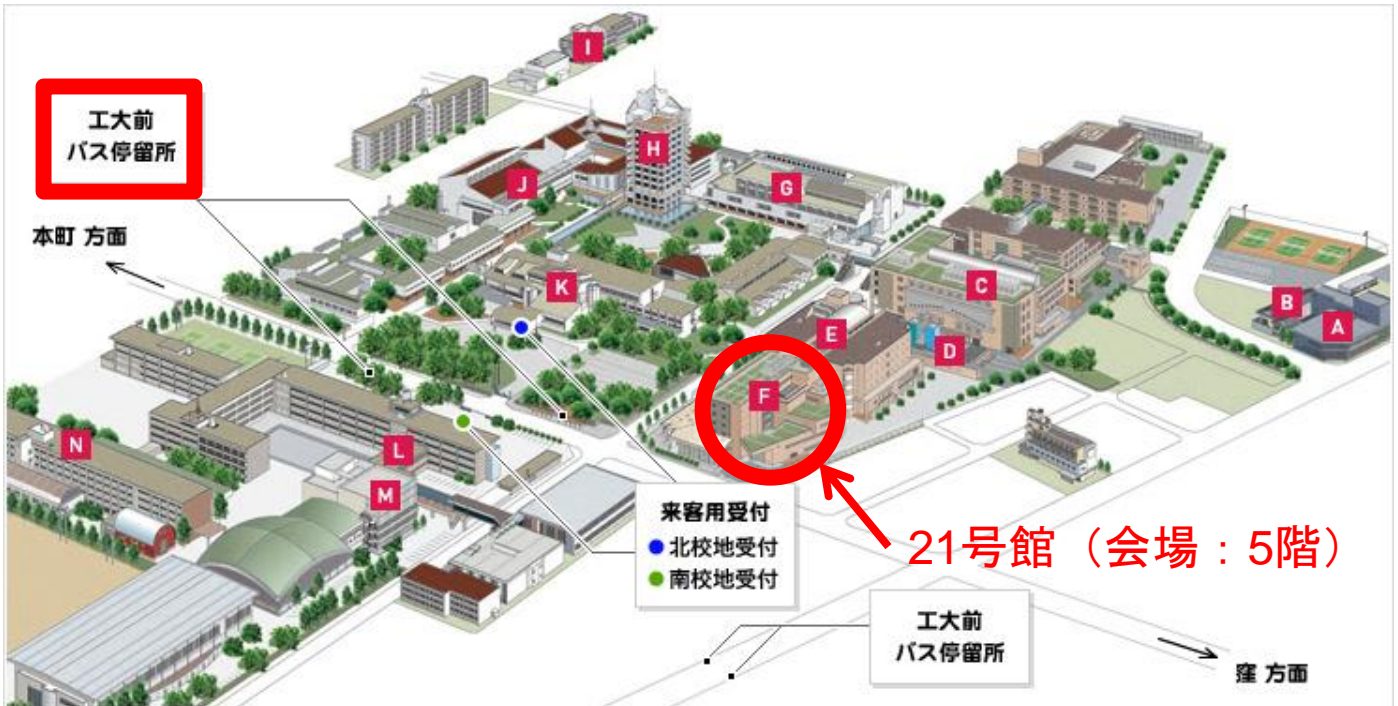 I
工大前
バス停留所
H
J
G
本町 方面
K
C
B
A
E
D
F
N
L
M
来客用受付
北校地受付
南校地受付
21号館（会場：5階）
工大前
バス停留所
窪 方面